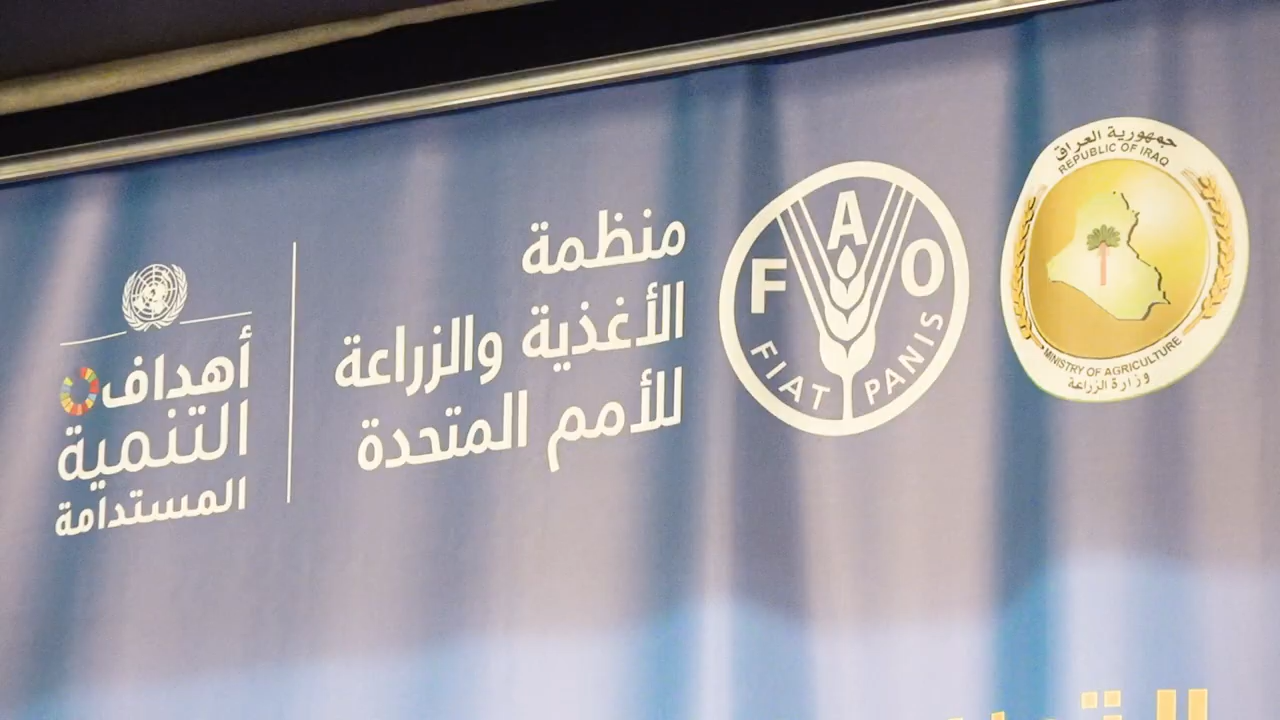 جمهورية العراق
REPUBLIC OF IRAQ
MINISTRY OF AGRICULTURE
وزارة الزراعة
F A O
FIAT PANIS
منظمة
الأغذية والزراعة
للأمم المتحدة
أهداف
التنمية
المستدامة